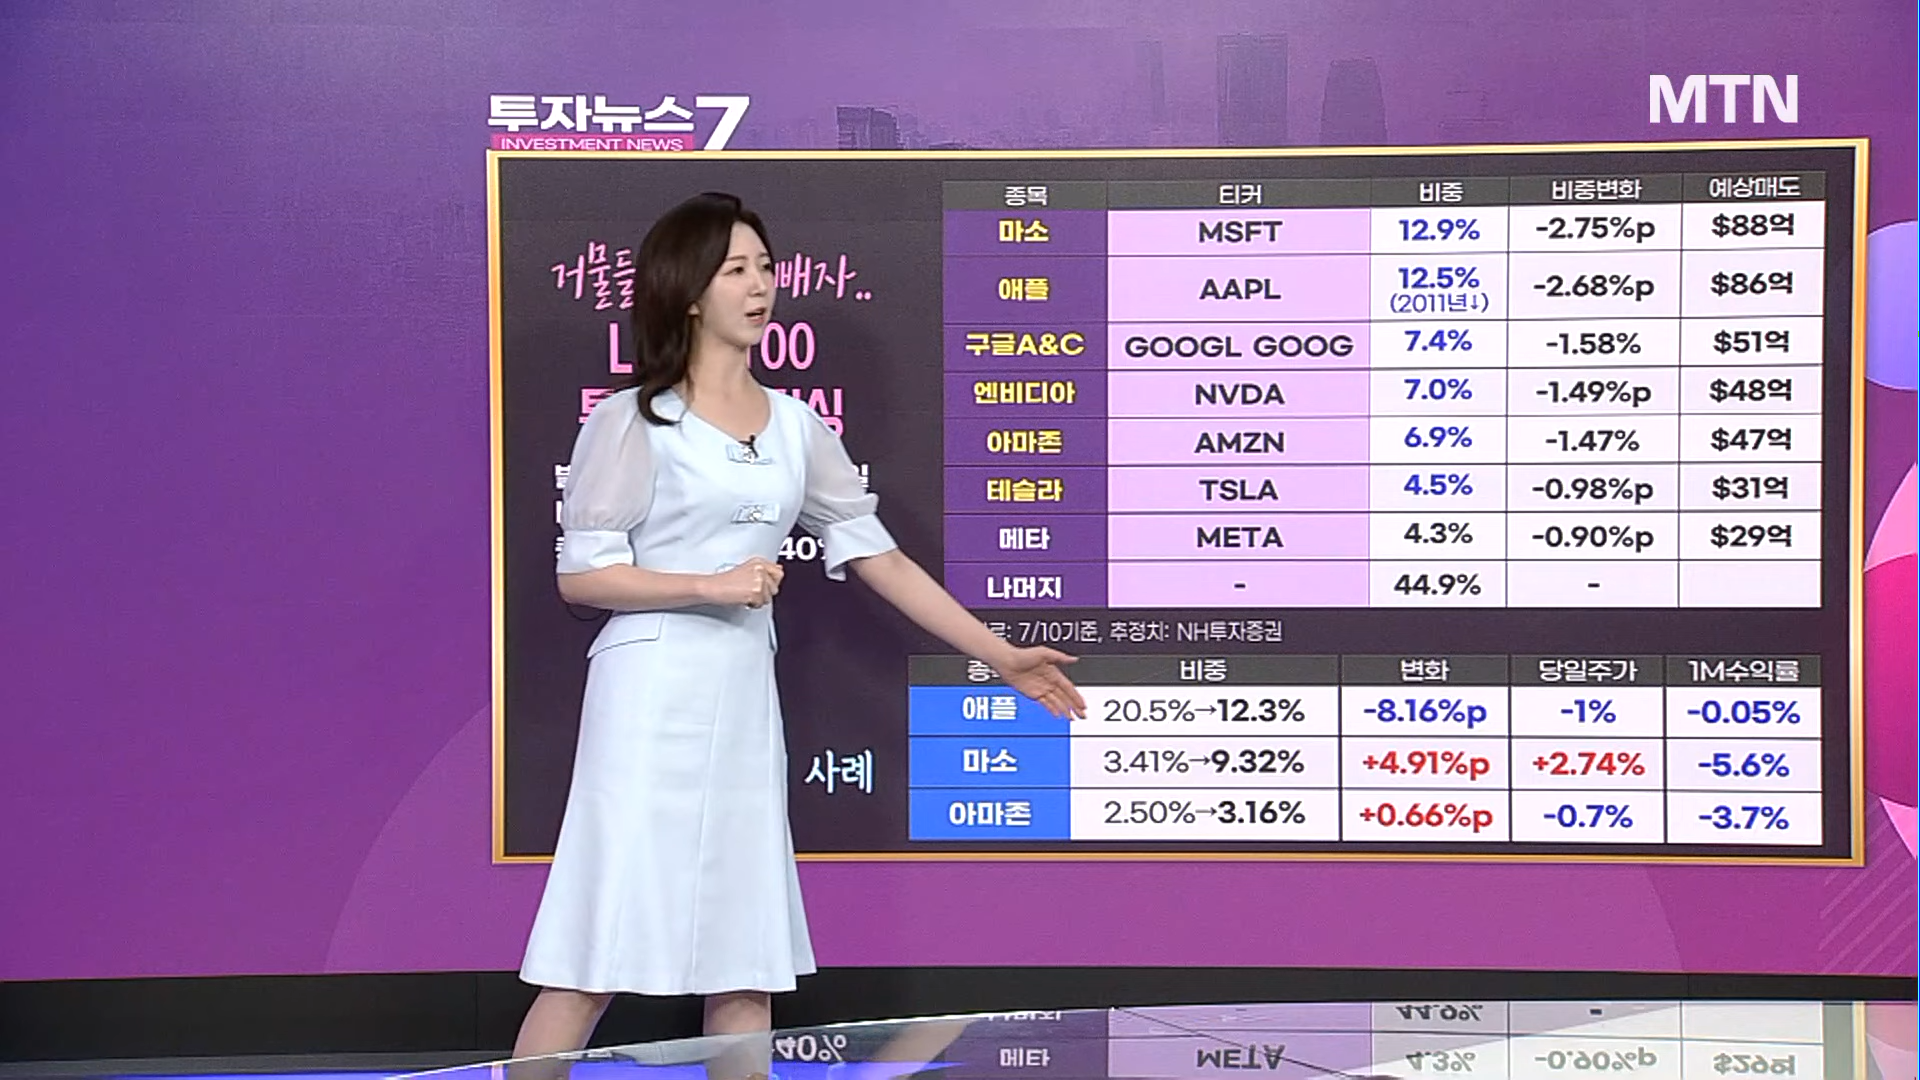 MTN
투자뉴스7
INVESTMENT NEWS
거물들 빼자..
100
40%
사례
종목 티커 비중 비중변화 예상매도
마소 MSFT 12.9% -2.75%p $88억
애플 AAPL 12.5% (2011년↓) -2.68%p $86억
구글A&C GOOGL GOOG 7.4% -1.58% $51억
엔비디아 NVDA 7.0% -1.49%p $48억
아마존 AMZN 6.9% -1.47% $47억
테슬라 TSLA 4.5% -0.98%p $31억
메타 META 4.3% -0.90%p $29억
나머지 - 44.9% -
7/10기준, 추정치: NH투자증권
비중 변화 당일주가 1M수익률
애플 20.5%→12.3% -8.16%p -1% -0.05%
마소 3.41%→9.32% +4.91%p +2.74% -5.6%
아마존 2.50%→3.16% +0.66%p -0.7% -3.7%